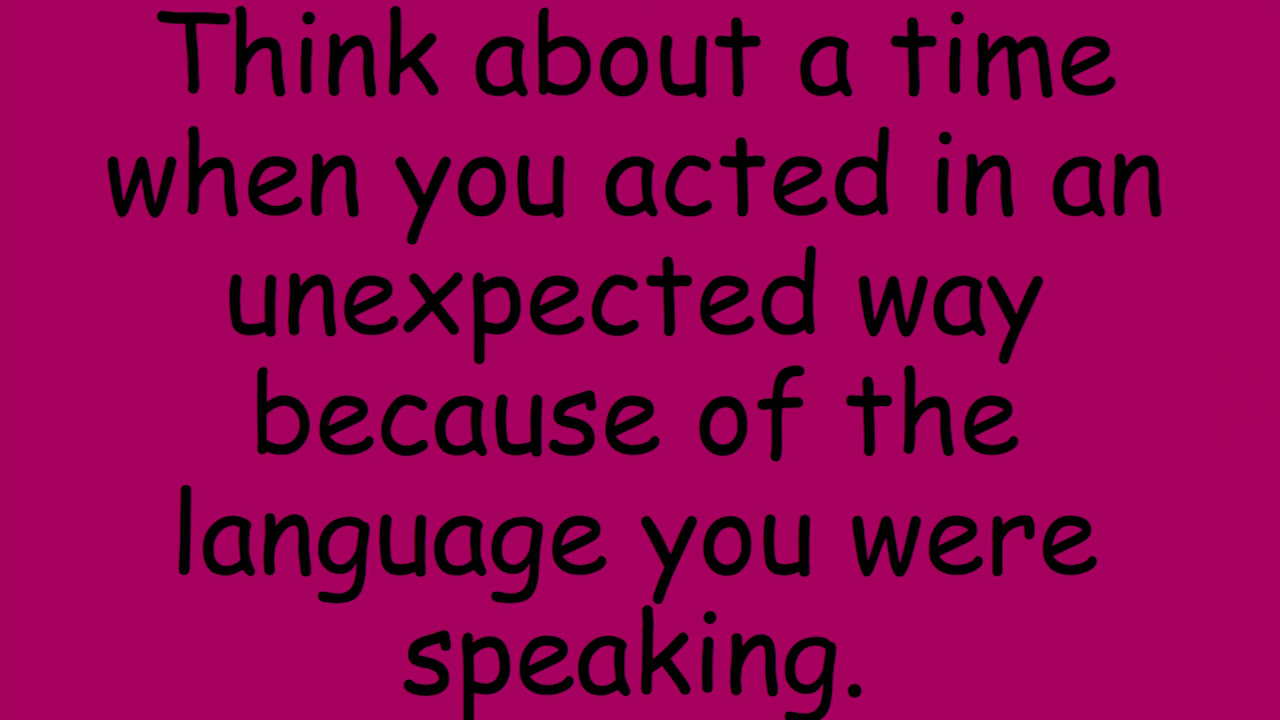 Think about a time
when you acted in an
unexpected way
because of the
language you were
speaking.